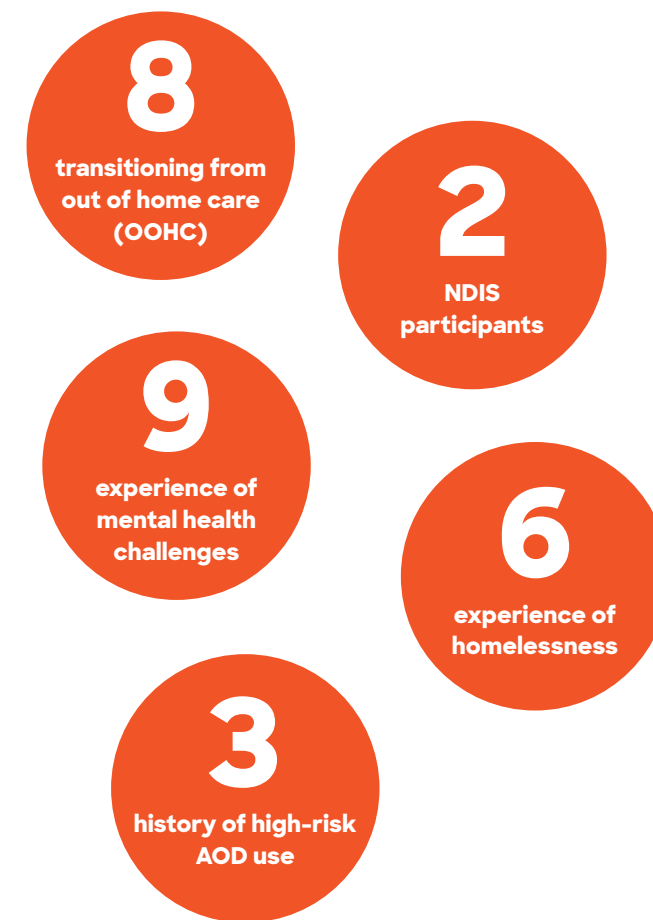 8
transitioning from
out of home care
(OOHC)
2
NDIS
participants
9
experience of
mental health
challenges
6
experience of
homelessness
3
history of high-risk
AOD use